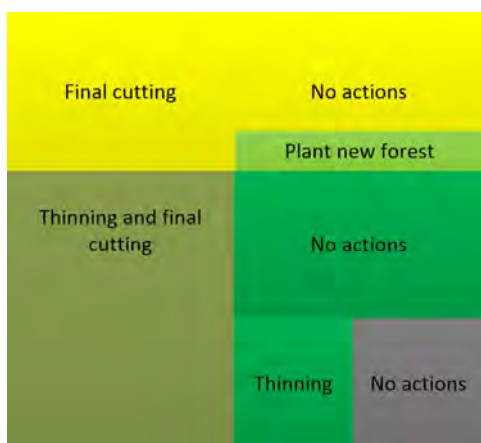 Final cutting
No actions
Plant new forest
Thinning and final
cutting
No actions
Thinning
No actions